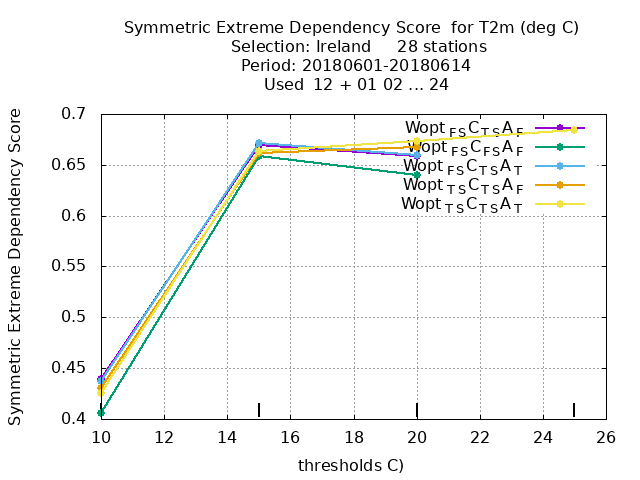 Symmetric Extreme Dependency Score for T2m (deg C)
Selection: Ireland 28 stations
Period: 20180601-20180614
Used 12 + 01 02 ... 24
Symmetric Extreme Dependency Score
0.7
0.65
0.6
0.55
0.5
0.45
0.4
Wopt FS C TS A F
Wopt FS C FS A F
Wopt FS C TS A T
Wopt TS C TS A F
Wopt TS C TS A T
10 12 14 16 18 20 22 24 26
thresholds C)